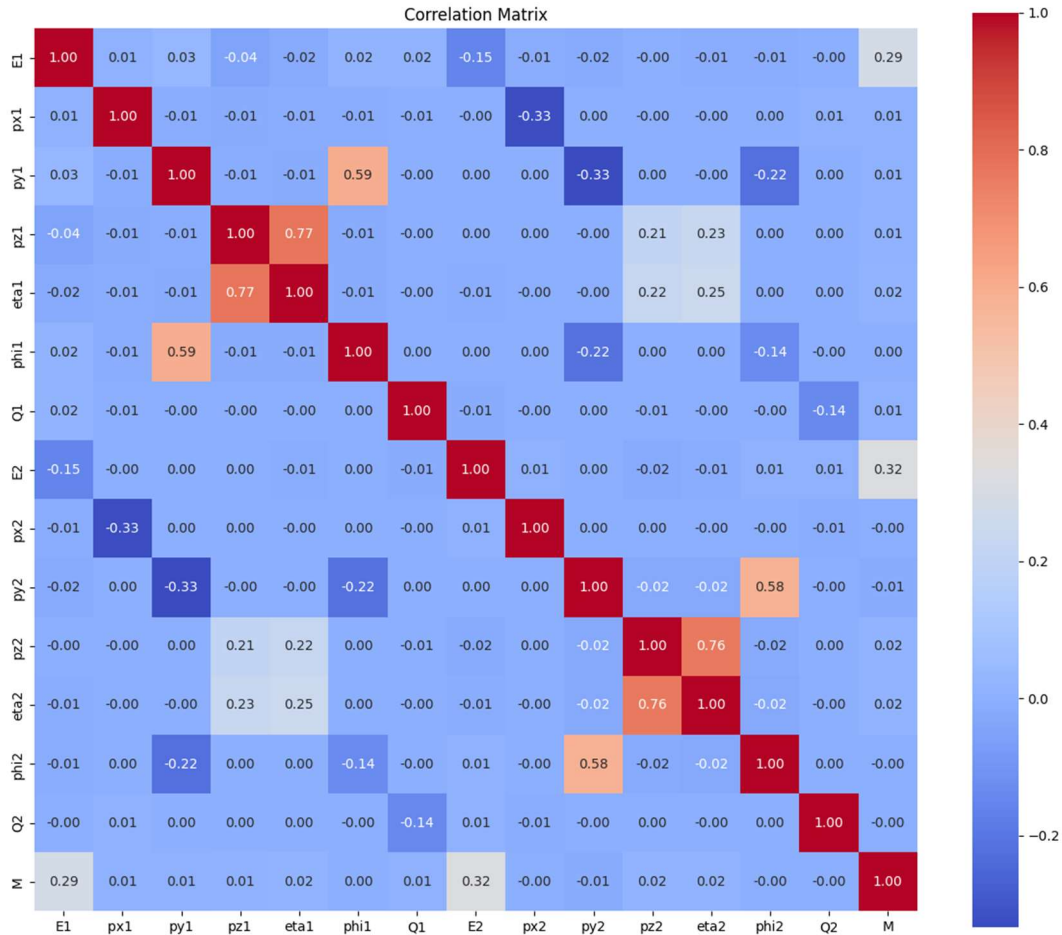 Correlation Matrix
E1 1.00 0.01 0.03 -0.04 -0.02 0.02 0.02 -0.15 -0.01 -0.02 -0.00 -0.01 -0.01 -0.00 0.29
px1 0.01 1.00 -0.01 -0.01 -0.01 -0.01 -0.01 -0.00 -0.33 0.00 -0.00 -0.00 0.00 0.01 0.01
py1 0.03 -0.01 1.00 -0.01 -0.01 0.59 -0.00 0.00 0.00 -0.33 0.00 -0.00 -0.22 0.00 0.01
pz1 -0.04 -0.01 -0.01 1.00 0.77 -0.01 -0.00 0.00 0.00 -0.00 0.21 0.23 0.00 0.00 0.01
eta1 -0.02 -0.01 -0.01 0.77 1.00 -0.01 -0.00 -0.01 0.00 -0.00 0.22 0.25 0.00 0.00 0.02
phi1 0.02 -0.01 0.59 -0.01 -0.01 1.00 0.00 0.00 0.00 -0.22 0.00 0.00 -0.14 -0.00 0.00
Q1 0.02 -0.01 -0.00 -0.00 -0.00 0.00 1.00 -0.01 -0.00 0.00 -0.01 -0.00 -0.00 -0.14 0.01
E2 -0.15 -0.00 0.00 0.00 -0.01 0.00 -0.01 1.00 0.01 0.00 -0.02 -0.01 0.01 0.01 0.32
px2 -0.01 -0.33 0.00 0.00 0.00 0.00 -0.00 0.01 1.00 0.00 0.00 -0.00 -0.00 -0.01 -0.00
py2 -0.02 0.00 -0.33 -0.00 -0.00 -0.22 0.00 0.00 0.00 1.00 -0.02 -0.02 0.58 -0.00 -0.01
pz2 -0.00 -0.00 0.00 0.21 0.22 0.00 -0.01 -0.02 0.00 -0.02 1.00 0.76 -0.02 0.00 0.02
eta2 -0.01 -0.00 -0.00 0.23 0.25 0.00 -0.00 -0.01 -0.00 -0.02 0.76 1.00 -0.02 -0.00 0.02
phi2 -0.01 0.00 -0.22 0.00 0.00 -0.14 -0.00 0.01 -0.00 0.58 -0.02 -0.02 1.00 0.00 -0.00
Q2 -0.00 0.01 0.00 0.00 0.00 -0.00 -0.14 0.01 -0.01 -0.00 0.00 -0.00 0.00 1.00 -0.00
M 0.29 0.01 0.01 0.01 0.02 0.00 0.01 0.32 -0.00 -0.01 0.02 0.02 -0.00 -0.00 1.00
E1 px1 py1 pz1 eta1 phi1 Q1 E2 px2 py2 pz2 eta2 phi2 Q2 M
1.0
0.8
0.6
0.4
0.2
0.0
−0.2